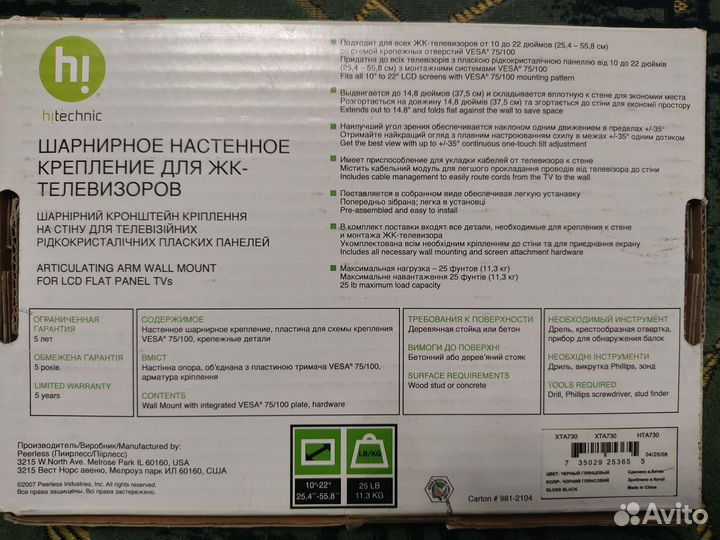 h!
hitechnic
ШАРНИРНОЕ НАСТЕННОЕ
КРЕПЛЕНИЕ ДЛЯ ЖК-
ТЕЛЕВИЗОРОВ
ШАРНІРНИЙ КРОНШТЕЙН КРІПЛЕННЯ
НА СТІНУ ДЛЯ ТЕЛЕВІЗІЙНИХ
РІДКОКРИСТАЛІЧНИХ ПЛАСКИХ ПАНЕЛЕЙ
ARTICULATING ARM WALL MOUNT
FOR LCD FLAT PANEL TVs
Подходит для всех ЖК-телевизоров от 10 до 22 дюймов (25,4 – 55,8 см)
со схемой крепежных отверстий VESA® 75/100
Придатна до всіх телевізорів з плаcкою рідкокристалічною панеллю від 10 до 22 дюймів
(25,4 – 55,8 см) з монтажними системами VESA® 75/100
Fits all 10" to 22" LCD screens with VESA® 75/100 mounting pattern
Выдвигается до 14,8 дюймов (37,5 см) и складывается вплотную к стене для экономии места
Розгортається на довжину 14,8 дюймів (37,5 см) та згортається до стіни для економії простору
Extends out to 14.8" and folds flat against the wall to save space
Наилучший угол зрения обеспечивается наклоном одним движением в пределах +/-35°
Отримайте найкращий огляд з плавним настроюванням схилу в межах +/-35° одним дотиком
Get the best view with up to +/-35° continuous one-touch tilt adjustment
Имеет приспособление для укладки кабелей от телевизора к стене
Містить кабельний модуль для легшого прокладання проводів від телевізора до стіни
Includes cable management to easily route cords from the TV to the wall
Поставляется в собранном виде обеспечивая легкую установку
Попередньо зібрана; легка в установці
Pre-assembled and easy to install
В комплект поставки входят все детали, необходимые для крепления к стене
и монтажа ЖК-телевизора
Укомплектована всім необхідним кріпленням до стіни та для приєднання екрану
Includes all necessary wall mounting and screen attachment hardware
Максимальная нагрузка – 25 фунтов (11,3 кг)
Максимальне навантаження 25 фунтів (11,3 кг)
25 lb maximum load capacity
ОГРАНИЧЕННАЯ
ГАРАНТИЯ
5 лет
ОБМЕЖЕНА ҐАРАНТІЯ
5 років
LIMITED WARRANTY
5 years
СОДЕРЖИМОЕ
Настенное шарнирное крепление, пластина для схемы крепления
VESA® 75/100, крепежные детали
ВМІСТ
Настінна опора, об'єднана з пластиною тримача VESA® 75/100,
арматура кріплення
CONTENTS
Wall Mount with integrated VESA® 75/100 plate, hardware
ТРЕБОВАНИЯ К ПОВЕРХНОСТИ
Деревянная стойка или бетон
ВИМОГИ ДО ПОВЕРХНІ
Бетонний або дерев'яний стояк
SURFACE REQUIREMENTS
Wood stud or concrete
НЕОБХОДИМЫЙ ИНСТРУМЕНТ
Дрель, крестообразная отвертка,
прибор для обнаружения балок
НЕОБХІДНІ ІНСТРУМЕНТИ
Дриль, викрутка Phillips, зонд
TOOLS REQUIRED
Drill, Phillips screwdriver, stud finder
Производитель/Виробник/Manufactured by:
Peerless (Пиирлесс/Пірлесс)
3215 W.North Ave. Melrose Park IL 60160, USA
3215 Вест Норс авеню, Мелроуз парк ИЛ 60160, США
©2007 Peerless Industries, Inc. All rights reserved.
Все права защищены. Всі права захищені.
10"-22"
25,4"-55,8"
LB/KG
25 LB
11,3 KG
Carton # 981-2104
XTA730 XTA730 HTA730
04/25/08
7 35029 25365 5
ЦВЕТ: ЧЕРНЫЙ ГЛЯНЦЕВЫЙ Сделано в Китае
КОЛІР: ЧОРНИЙ ГЛЯНСОВИЙ Зроблено в Китаї
GLOSS BLACK Made in China
Avito